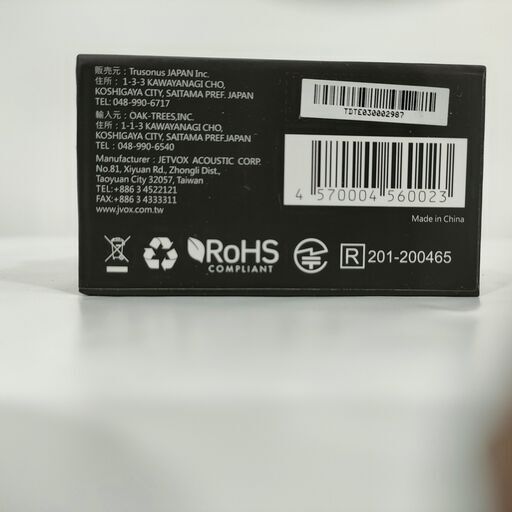 販売元：Trusonus JAPAN Inc.
住所： 1-3-3 KAWAYANAGI CHO,
KOSHIGAYA CITY, SAITAMA PREF. JAPAN
TEL: 048-990-6717
輸入元：OAK-TREES,INC.
住所： 1-1-3 KAWAYANAGI CHO,
KOSHIGAYA CITY, SAITAMA PREF.JAPAN
TEL: 048-990-6540
Manufacturer : JETVOX ACOUSTIC CORP.
No.81, Xiyuan Rd., Zhongli Dist.,
Taoyuan City 32057, Taiwan
TEL:+886 3 4522121
FAX:+886 3 4333311
www.jvox.com.tw
TDTE030002987
4 570004 560023
Made in China
RoHS
COMPLIANT
R 201-200465